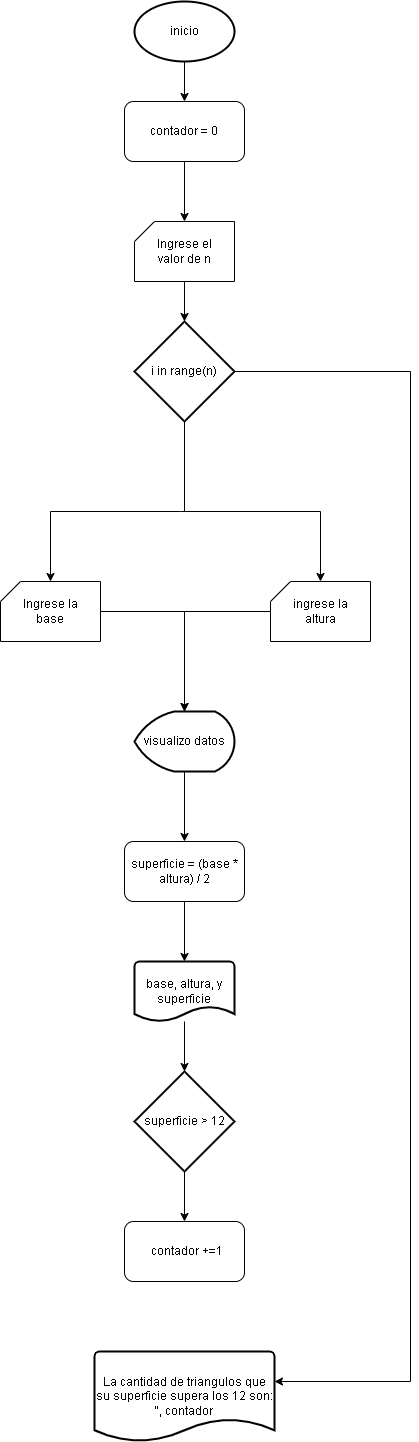 inicio
contador = 0
Ingrese el
valor de n
i in range(n)
Ingrese la
base
ingrese la
altura
visualizo datos
superficie = (base *
altura) / 2
base, altura, y
superficie
superficie > 12
contador +=1
La cantidad de triangulos que
su superficie supera los 12 son:
", contador